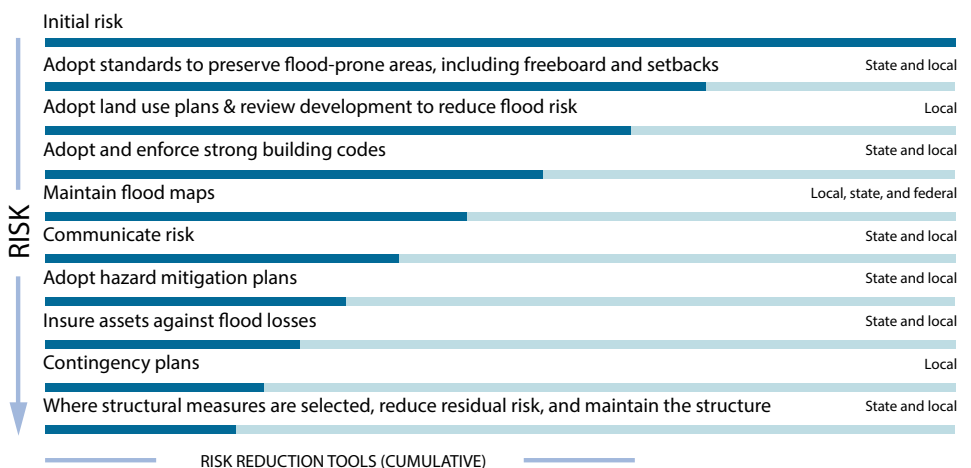 Initial risk
Adopt standards to preserve flood-prone areas, including freeboard and setbacks State and local
Adopt land use plans & review development to reduce flood risk Local
Adopt and enforce strong building codes State and local
Maintain flood maps Local, state, and federal
Communicate risk State and local
Adopt hazard mitigation plans State and local
Insure assets against flood losses State and local
Contingency plans Local
Where structural measures are selected, reduce residual risk, and maintain the structure State and local
RISK
RISK REDUCTION TOOLS (CUMULATIVE)